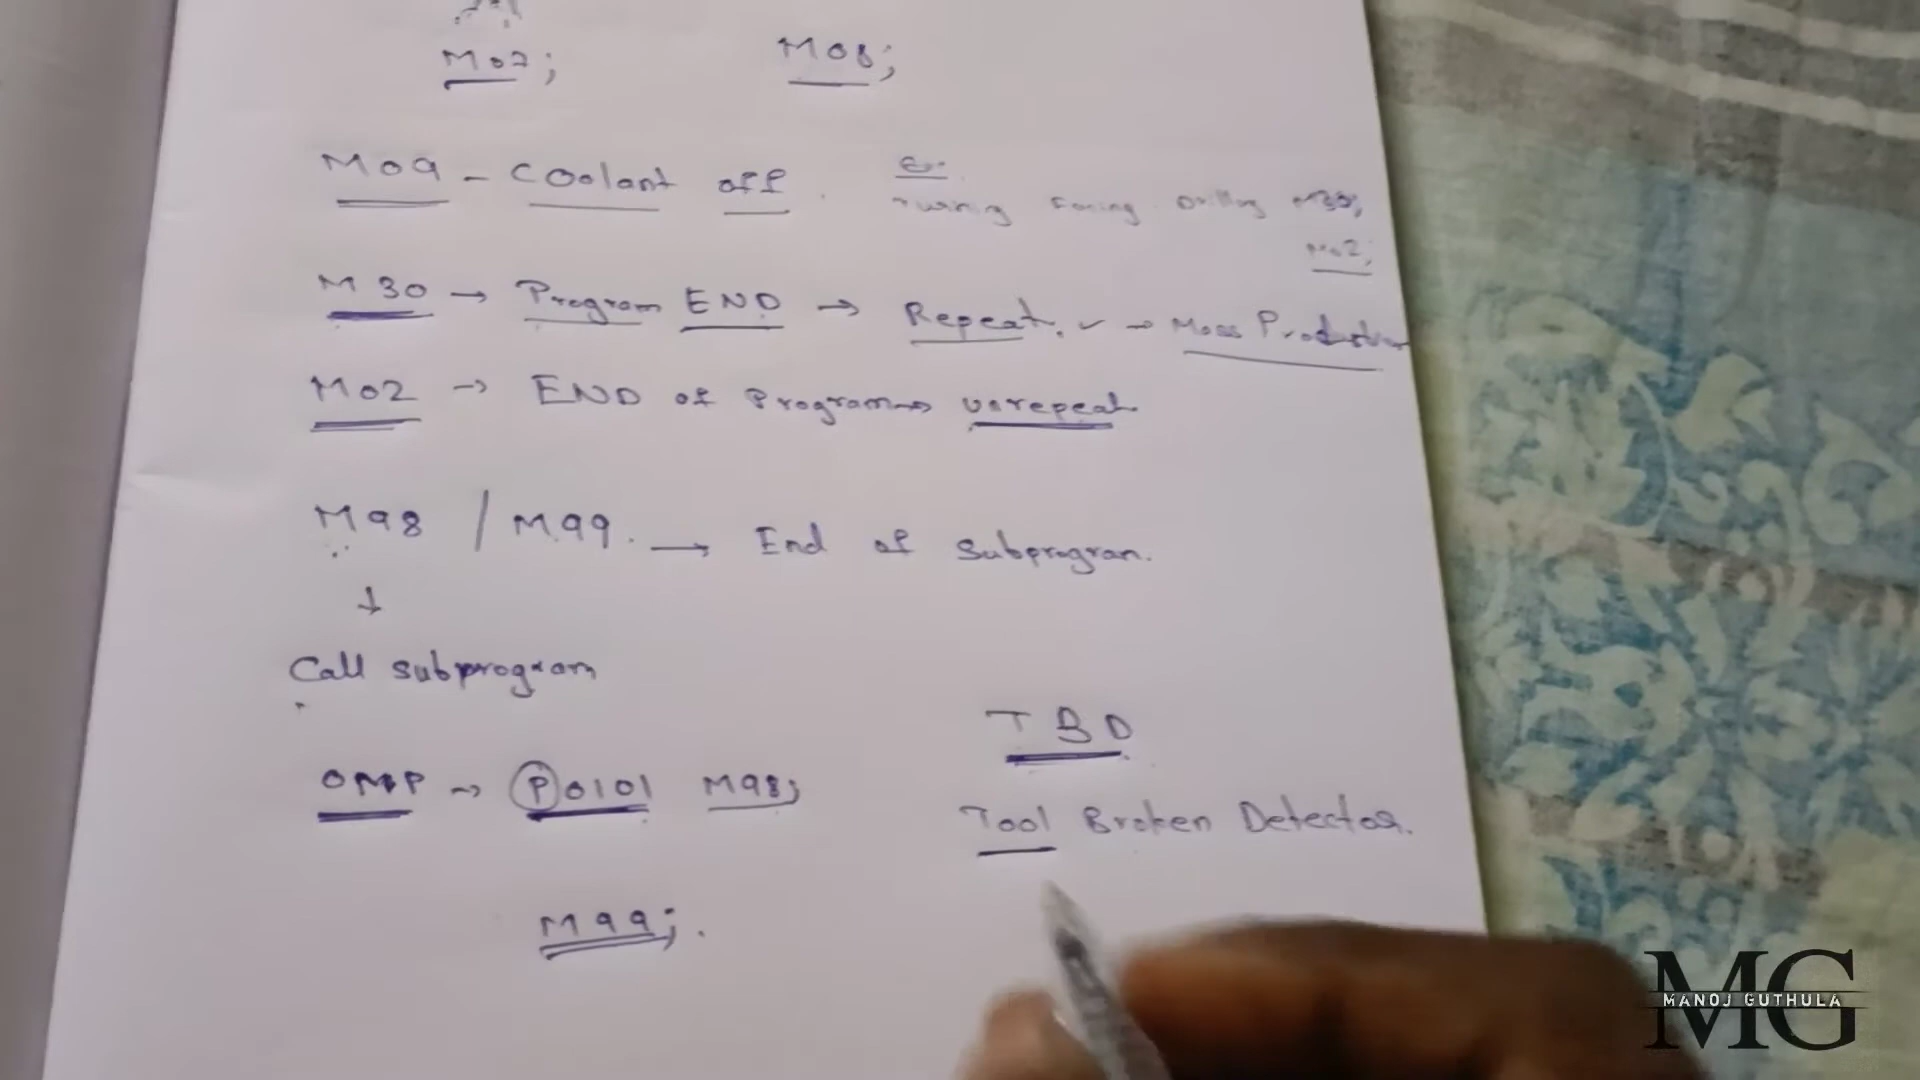 M07;
M08;
M09 - Coolant off.
Ex.
Turning Facing Drilling M30;
M02;
M30 → Program END → Repeat. ✓ → Mass Production
M02 → END of Program → unrepeat
M98 / M99. → End of Subprogram.
↓
Call subprogram
TBD
OMP → P0101 M98;
Tool Broken Detector.
M99;.
MG
MANOJ GUTHULA